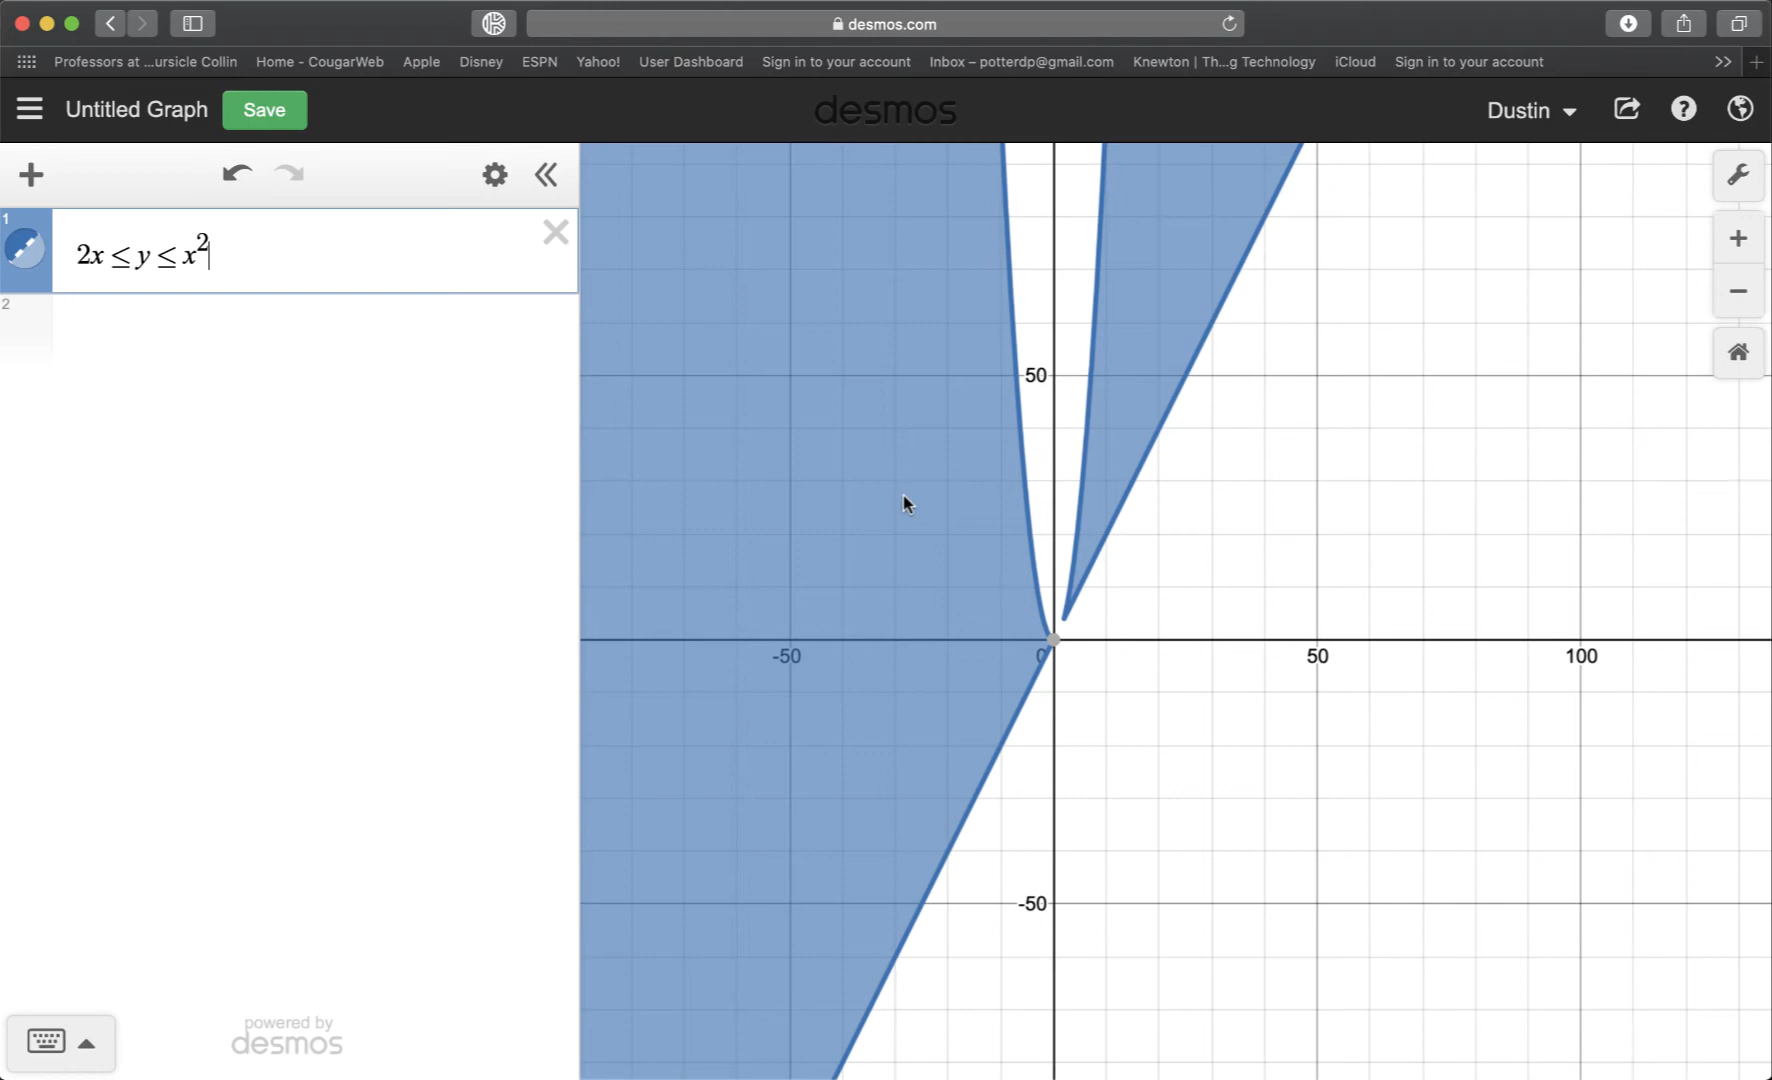 desmos.com
Professors at ...ursicle Collin Home - CougarWeb Apple Disney ESPN Yahoo! User Dashboard Sign in to your account Inbox – potterdp@gmail.com Knewton | Th...g Technology iCloud Sign in to your account >> +
Untitled Graph Save desmos Dustin ?
+
1
2x ≤ y ≤ x²
2
50
-50 0 50 100
-50
+
−
powered by
desmos